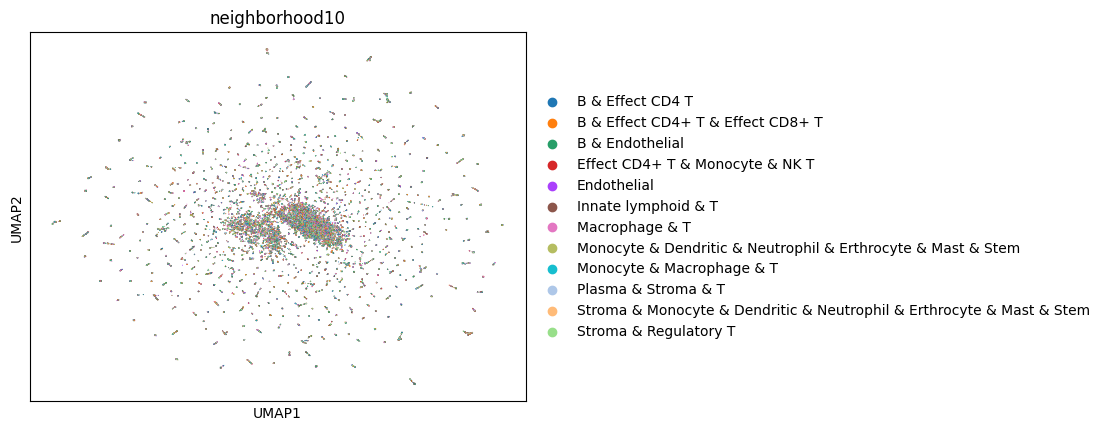 neighborhood10
UMAP2
UMAP1
B & Effect CD4 T
B & Effect CD4+ T & Effect CD8+ T
B & Endothelial
Effect CD4+ T & Monocyte & NK T
Endothelial
Innate lymphoid & T
Macrophage & T
Monocyte & Dendritic & Neutrophil & Erthrocyte & Mast & Stem
Monocyte & Macrophage & T
Plasma & Stroma & T
Stroma & Monocyte & Dendritic & Neutrophil & Erthrocyte & Mast & Stem
Stroma & Regulatory T